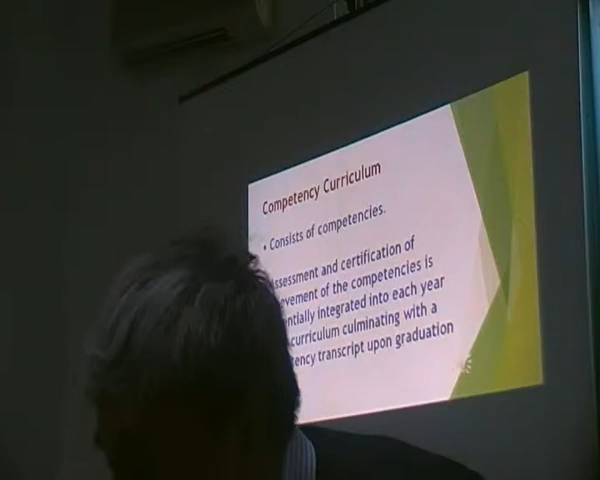 Competency Curriculum
• Consists of competencies.
ssessment and certification of
evement of the competencies is
ntially integrated into each year
curriculum culminating with a
ency transcript upon graduation